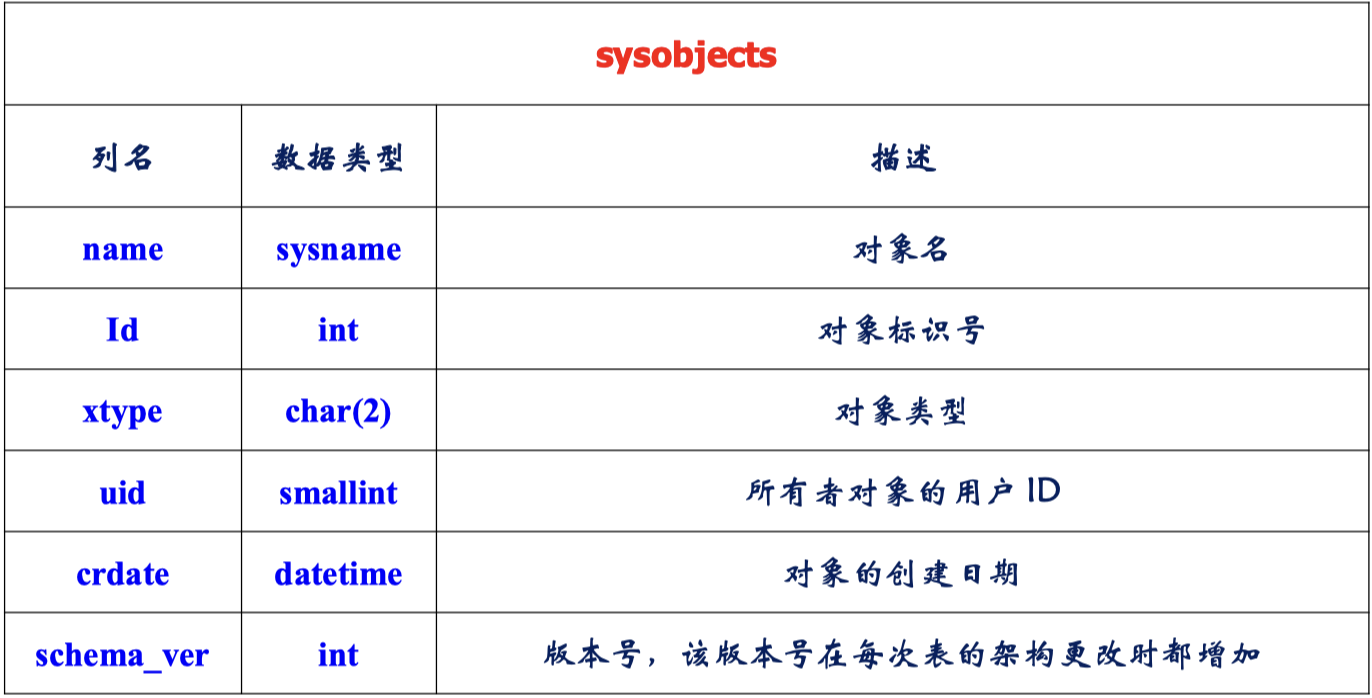 sysobjects
列名 数据类型 描述
name sysname 对象名
Id int 对象标识号
xtype char(2) 对象类型
uid smallint 所有者对象的用户 ID
crdate datetime 对象的创建日期
schema_ver int 版本号，该版本号在每次表的架构更改时都增加